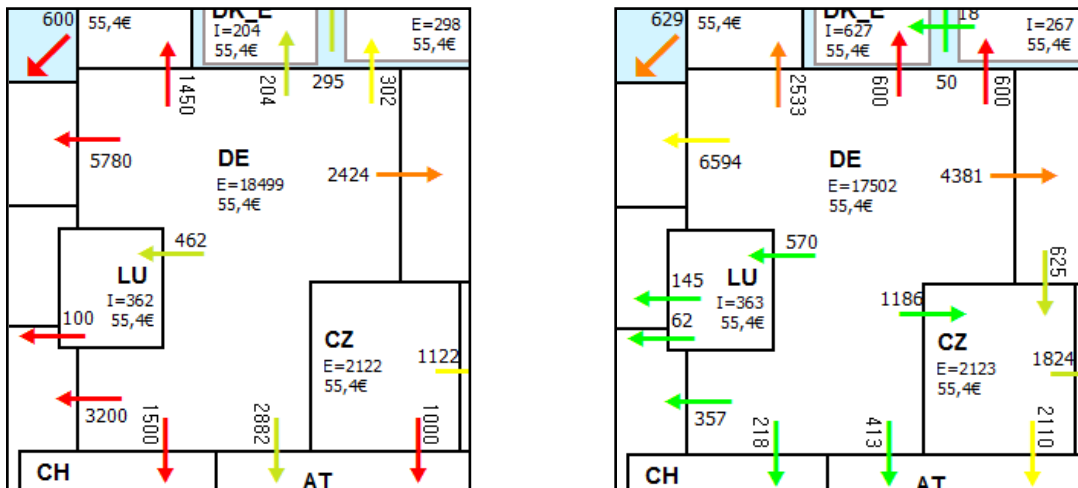 600
55,4€
DK_E
I=204
55,4€
E=298
55,4€
1450
204
295
302
5780
DE
E=18499
55,4€
2424
462
LU
I=362
55,4€
100
CZ
E=2122
55,4€
1122
3200
1500
2882
1000
CH
AT
629
55,4€
DK_E
I=627
55,4€
18
I=267
55,4€
2533
600
50
600
6594
DE
E=17502
55,4€
4381
570
625
LU
I=363
55,4€
145
62
1186
CZ
E=2123
55,4€
1824
357
218
413
2110
CH
AT